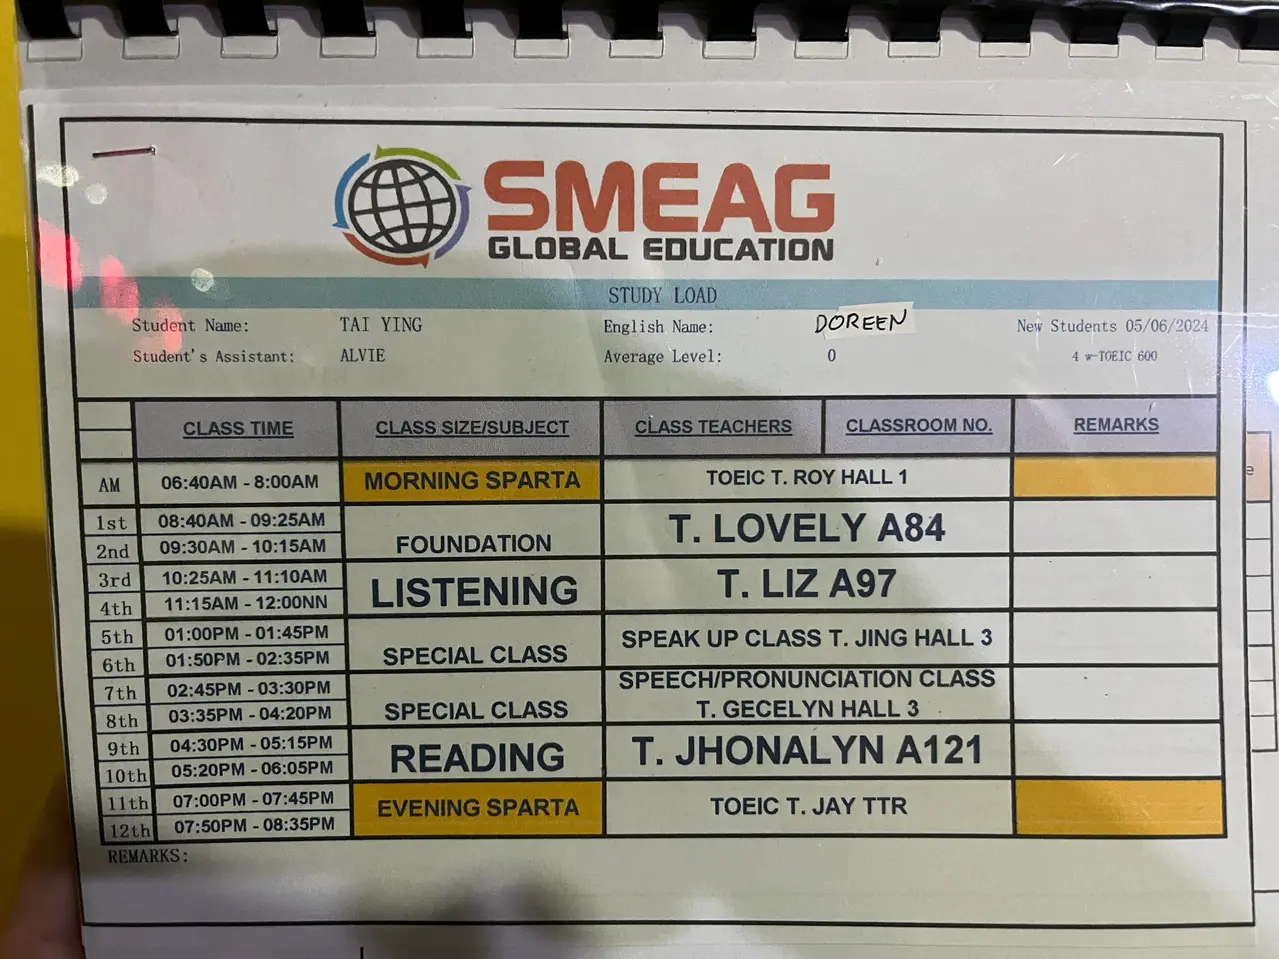 SMEAG
GLOBAL EDUCATION
STUDY LOAD
Student Name: TAI YING English Name: DOREEN New Students 05/06/2024
Student's Assistant: ALVIE Average Level: 0 4 w-TOEIC 600
CLASS TIME CLASS SIZE/SUBJECT CLASS TEACHERS CLASSROOM NO. REMARKS
AM 06:40AM - 8:00AM MORNING SPARTA TOEIC T. ROY HALL 1
1st 08:40AM - 09:25AM
2nd 09:30AM - 10:15AM FOUNDATION T. LOVELY A84
3rd 10:25AM - 11:10AM
4th 11:15AM - 12:00NN LISTENING T. LIZ A97
5th 01:00PM - 01:45PM
6th 01:50PM - 02:35PM SPECIAL CLASS SPEAK UP CLASS T. JING HALL 3
7th 02:45PM - 03:30PM SPEECH/PRONUNCIATION CLASS
8th 03:35PM - 04:20PM SPECIAL CLASS T. GECELYN HALL 3
9th 04:30PM - 05:15PM
10th 05:20PM - 06:05PM READING T. JHONALYN A121
11th 07:00PM - 07:45PM EVENING SPARTA TOEIC T. JAY TTR
12th 07:50PM - 08:35PM
REMARKS: